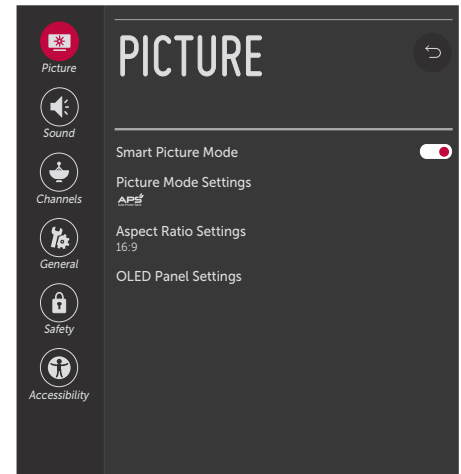 Picture
Sound
Channels
General
Safety
Accessibility
PICTURE
Smart Picture Mode
Picture Mode Settings
APS
Aspect Ratio Settings
16:9
OLED Panel Settings